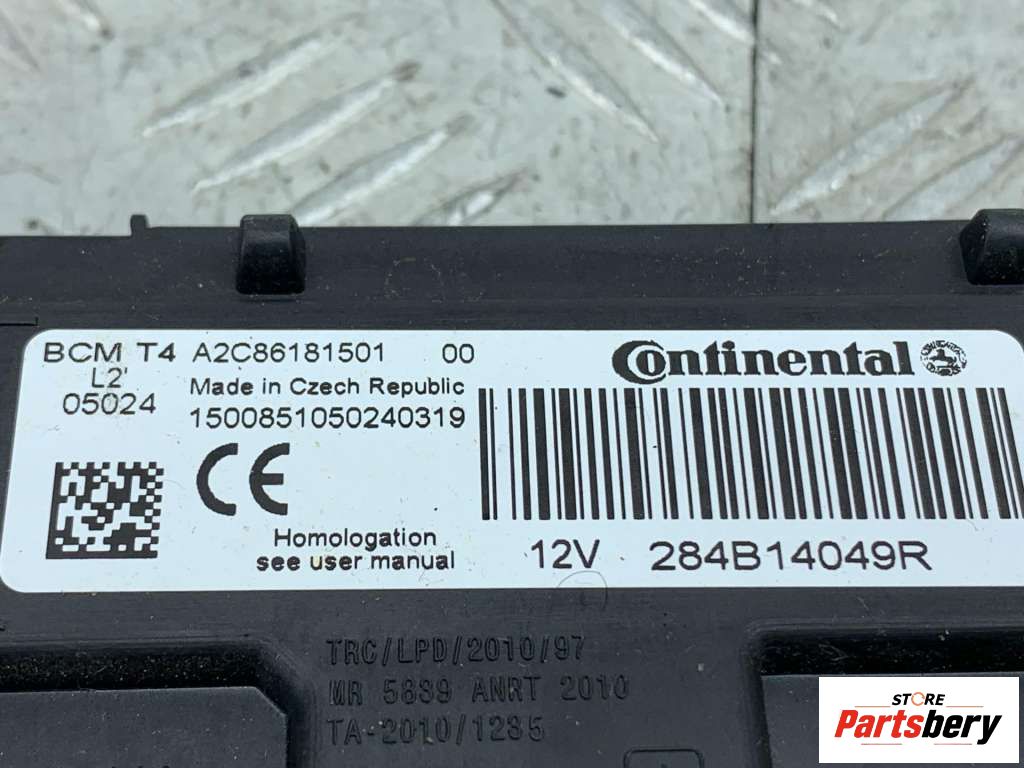 BCM T4 A2C86181501 00
L2'
05024
Made in Czech Republic
1500851050240319
Continental
CE
Homologation
see user manual
12V 284B14049R
TRC/LPD/2010/97
MR 5839 ANRT 2010
TA-2010/1235
STORE
Partsbery